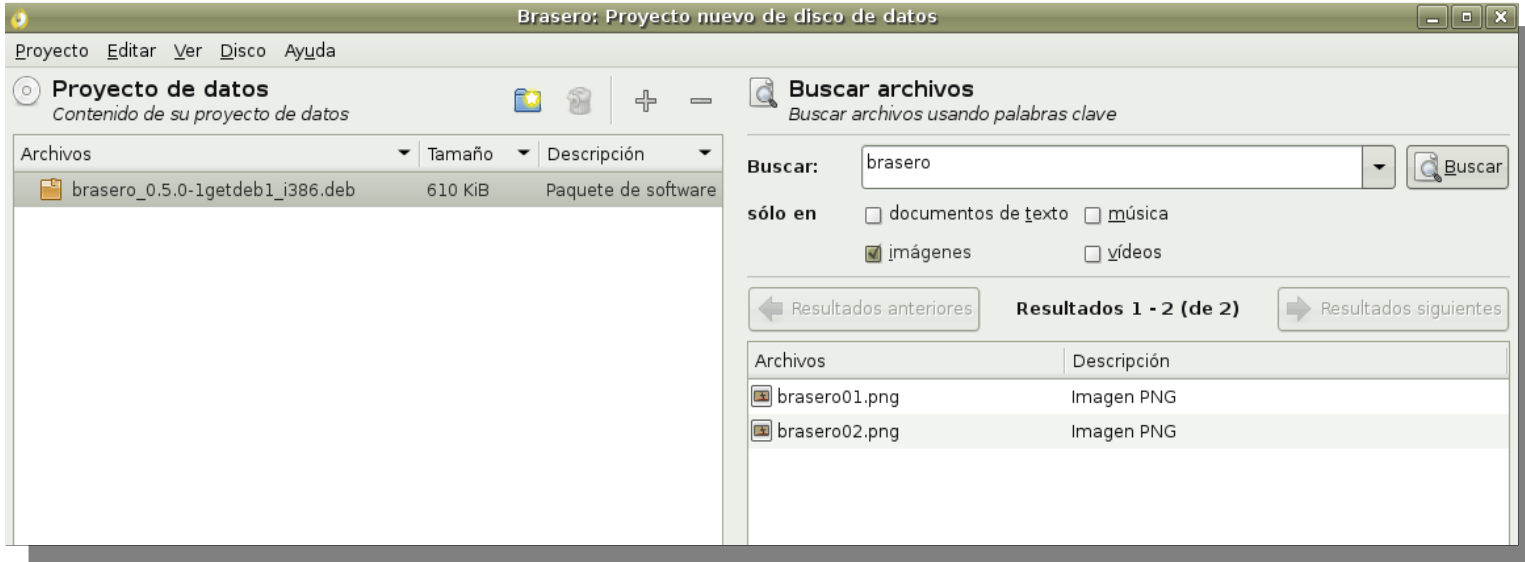 Brasero: Proyecto nuevo de disco de datos
Proyecto Editar Ver Disco Ayuda
Proyecto de datos
Contenido de su proyecto de datos
Archivos Tamaño Descripción
brasero_0.5.0-1getdeb1_i386.deb 610 KiB Paquete de software
Buscar archivos
Buscar archivos usando palabras clave
Buscar: brasero Buscar
sólo en documentos de texto música
imágenes vídeos
Resultados anteriores Resultados 1 - 2 (de 2) Resultados siguientes
Archivos Descripción
brasero01.png Imagen PNG
brasero02.png Imagen PNG